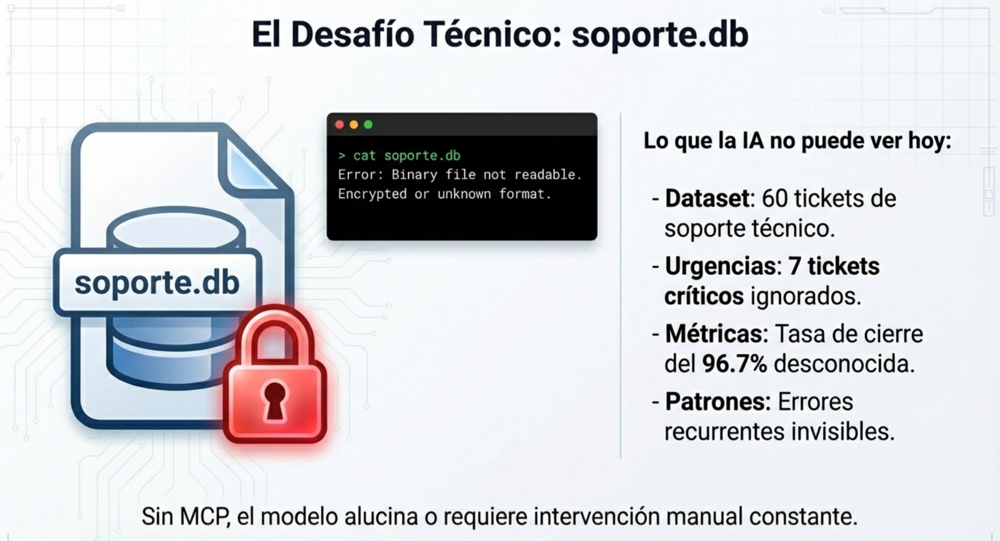 El Desafío Técnico: soporte.db
soporte.db
> cat soporte.db
Error: Binary file not readable.
Encrypted or unknown format.
Lo que la IA no puede ver hoy:
- Dataset: 60 tickets de
soporte técnico.
- Urgencias: 7 tickets
críticos ignorados.
- Métricas: Tasa de cierre
del 96.7% desconocida.
- Patrones: Errores
recurrentes invisibles.
Sin MCP, el modelo alucina o requiere intervención manual constante.